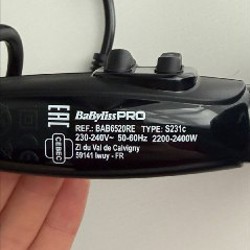 EAC
CEBEC
BaBylissPRO
REF.: BAB6520RE TYPE: S231c
230-240V~ 50-60Hz 2200-2400W
ZI du Val de Calvigny
59141 Iwuy - FR